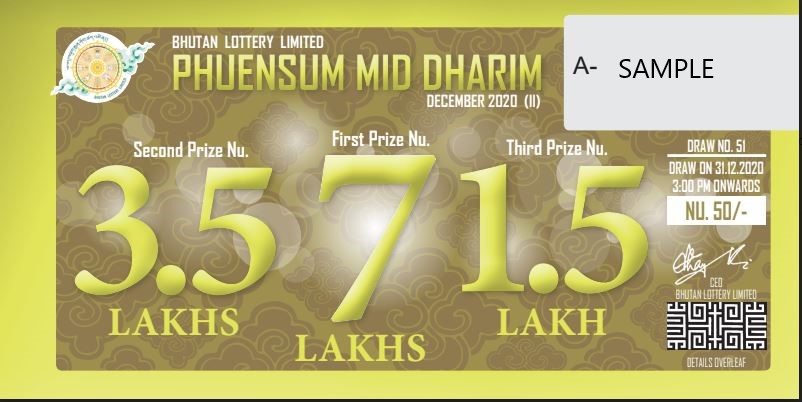 BHUTAN LOTTERY LIMITED
PHUENSUM MID DHARIM
DECEMBER 2020 (II)
A- SAMPLE
Second Prize Nu.
3.5
LAKHS
First Prize Nu.
7
LAKHS
Third Prize Nu.
1.5
LAKH
DRAW NO. 51
DRAW ON 31.12.2020
3:00 PM ONWARDS
NU. 50/-
CEO
BHUTAN LOTTERY LIMITED
DETAILS OVERLEAF